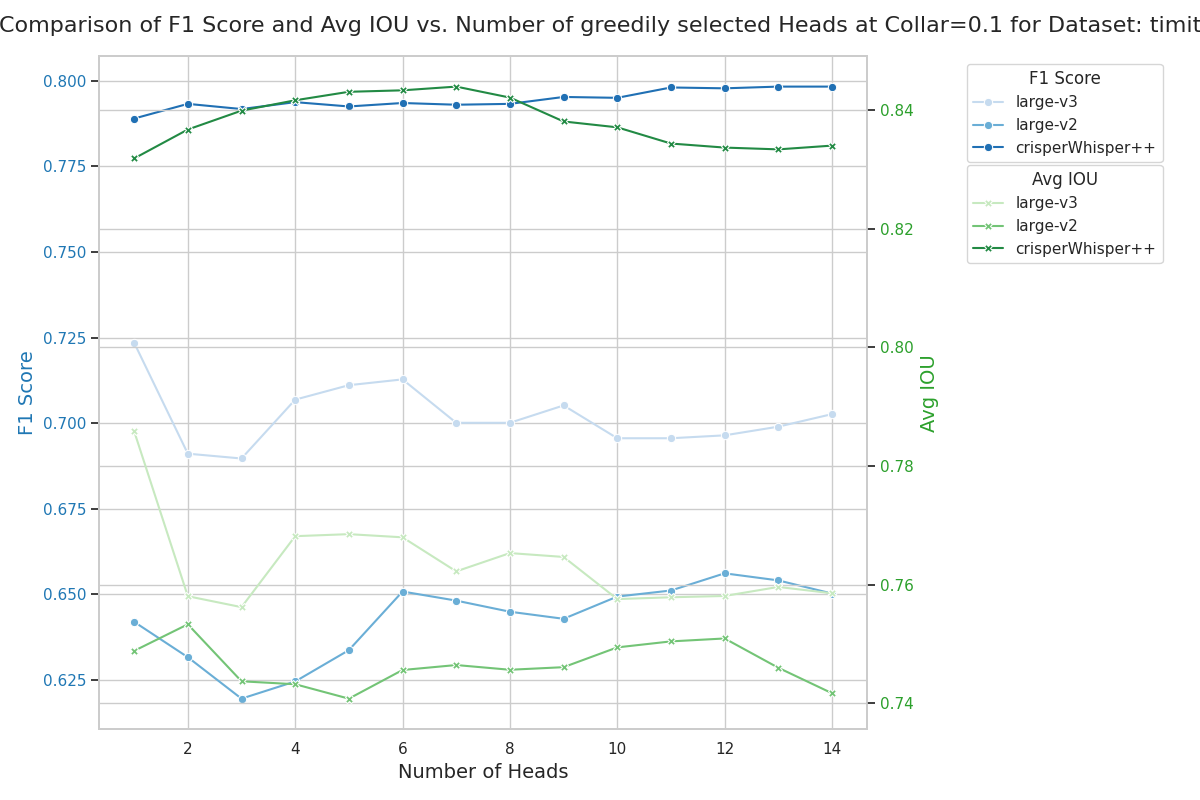 Comparison of F1 Score and Avg IOU vs. Number of greedily selected Heads at Collar=0.1 for Dataset: timit
F1 Score
0.800
0.775
0.750
0.725
0.700
0.675
0.650
0.625
2 4 6 8 10 12 14
Number of Heads
0.84
0.82
0.80
0.78
0.76
0.74
Avg IOU
F1 Score
large-v3
large-v2
crisperWhisper++
Avg IOU
large-v3
large-v2
crisperWhisper++